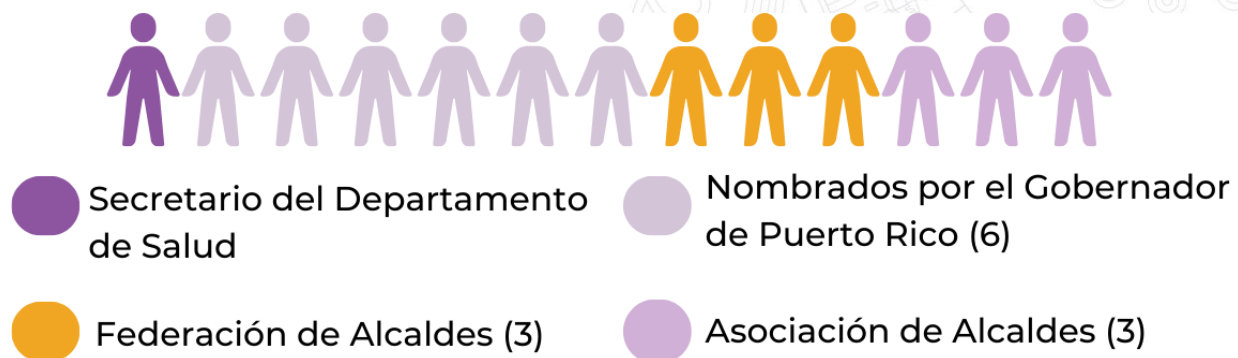 Secretario del Departamento
de Salud
Nombrados por el Gobernador
de Puerto Rico (6)
Federación de Alcaldes (3)
Asociación de Alcaldes (3)